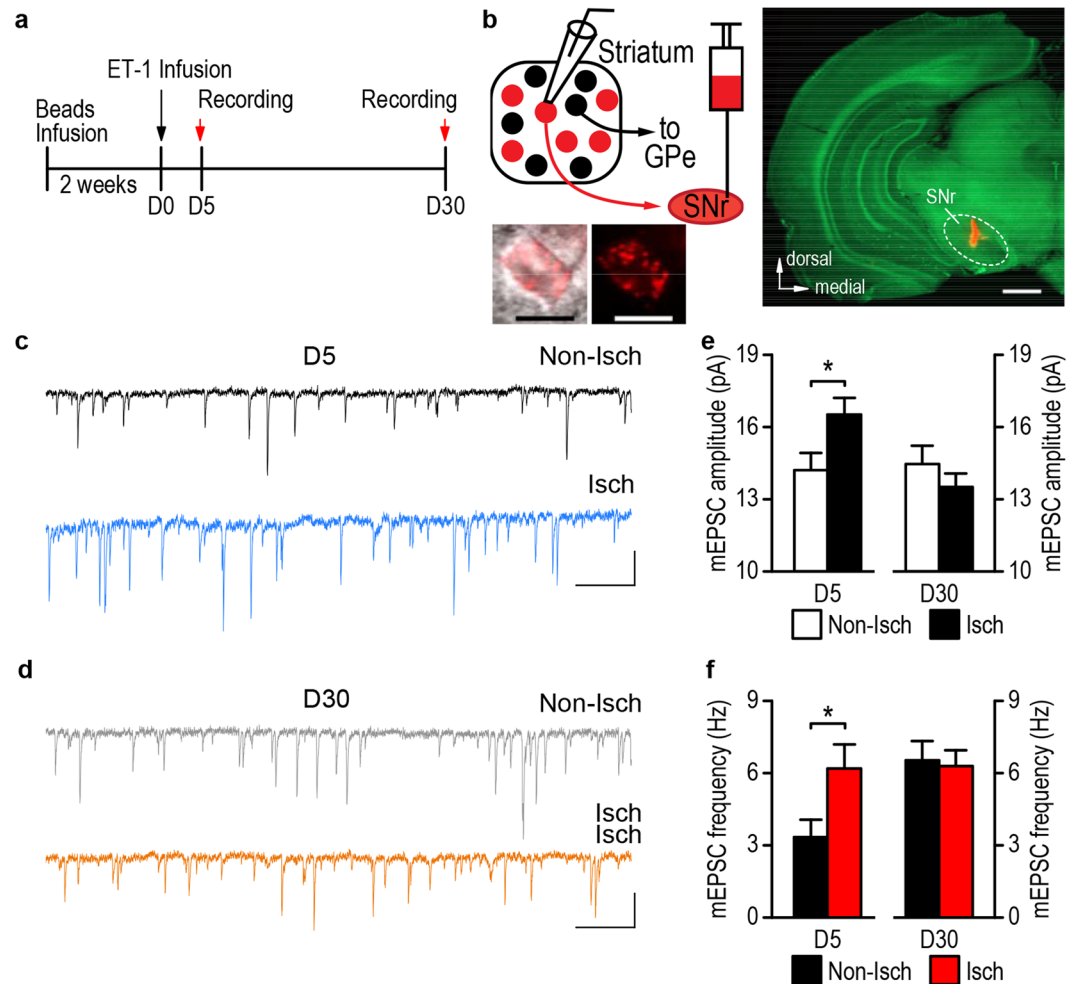 a
ET-1 Infusion
Beads
Infusion
Recording
Recording
2 weeks
D0
D5
D30
b
Striatum
to
GPe
SNr
SNr
dorsal
medial
c
D5
Non-Isch
Isch
d
D30
Non-Isch
Isch
Isch
e
mEPSC amplitude (pA)
19
16
13
10
*
D5
D30
19
16
13
10
mEPSC amplitude (pA)
Non-Isch
Isch
f
mEPSC frequency (Hz)
9
6
3
0
*
D5
D30
9
6
3
0
mEPSC frequency (Hz)
Non-Isch
Isch